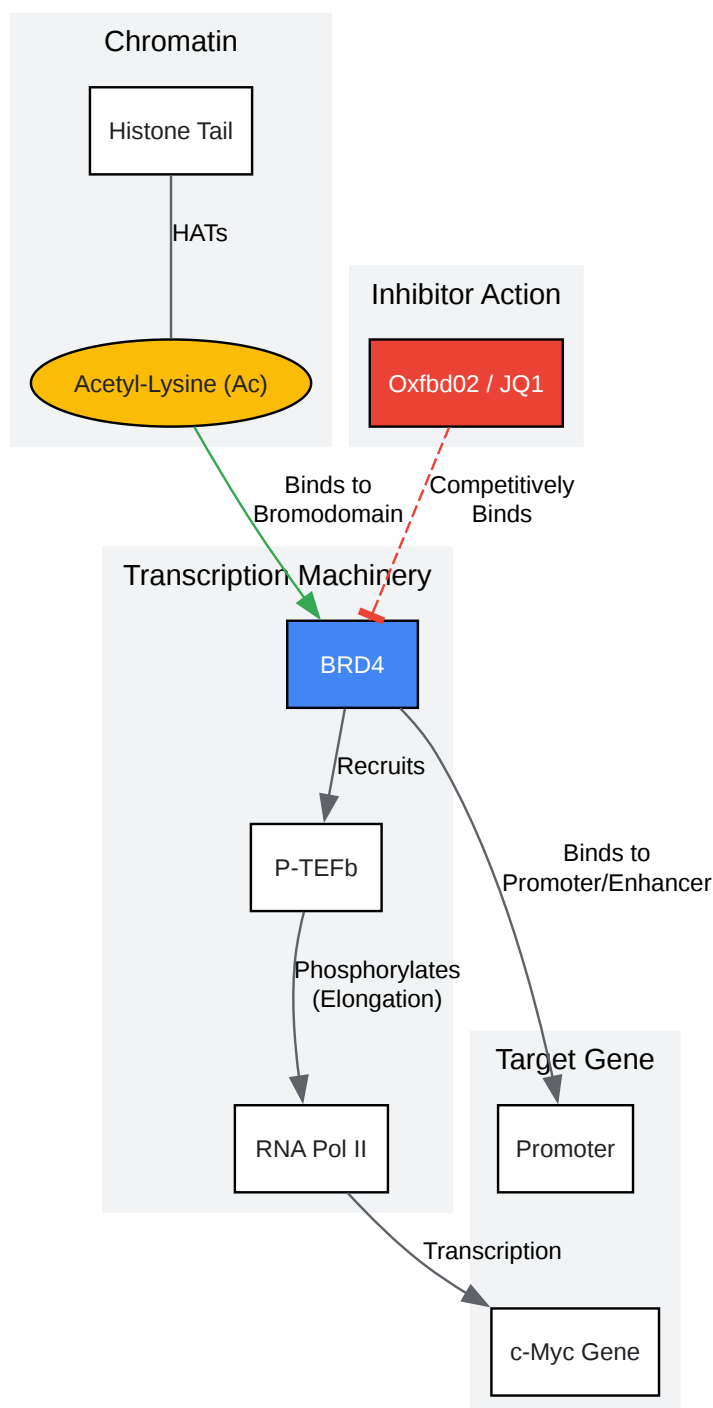 Chromatin
Histone Tail
HATs
Inhibitor Action
Acetyl-Lysine (Ac)
Oxfbd02 / JQ1
Binds to
Bromodomain
Competitively
Binds
Transcription Machinery
BRD4
Recruits
P-TEFb
Binds to
Promoter/Enhancer
Phosphorylates
(Elongation)
Target Gene
RNA Pol II
Promoter
Transcription
c-Myc Gene